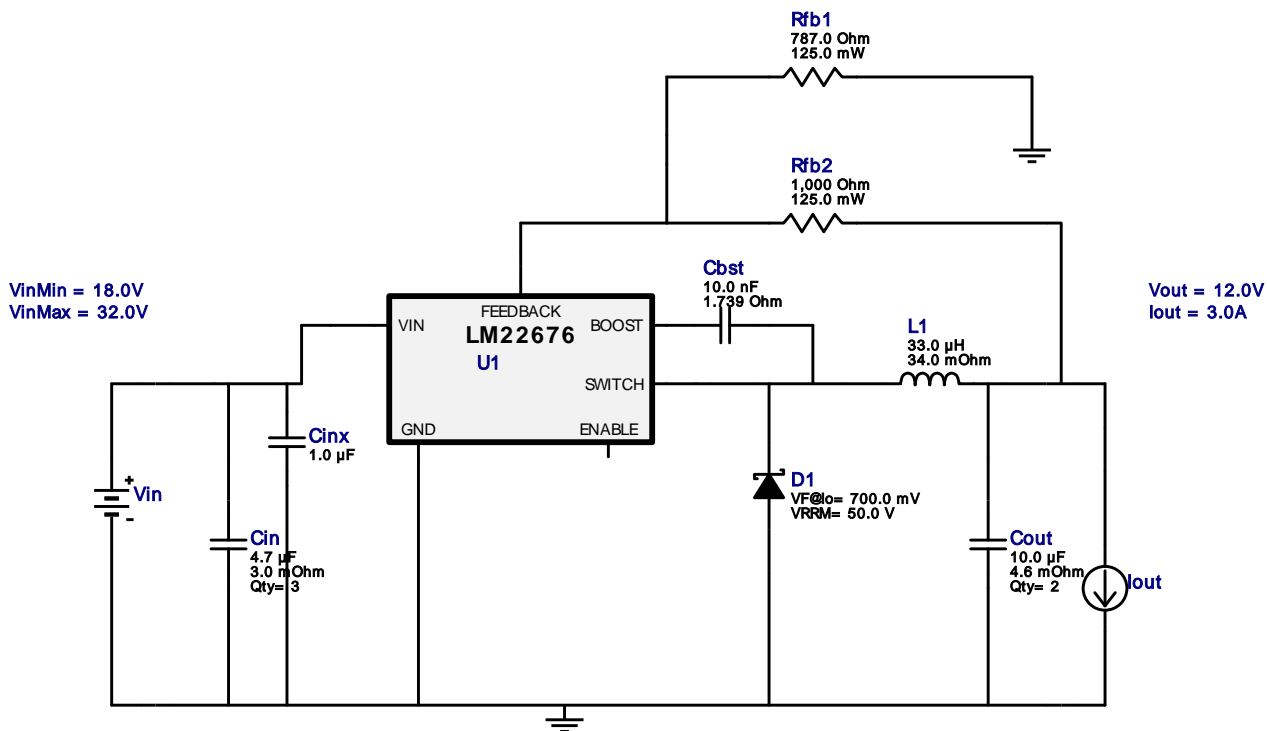 Rfb1
787.0 Ohm
125.0 mW
Rfb2
1,000 Ohm
125.0 mW
VinMin = 18.0V
VinMax = 32.0V
Cbst
10.0 nF
1.739 Ohm
Vout = 12.0V
Iout = 3.0A
FEEDBACK
VIN
LM22676
BOOST
U1
SWITCH
GND
ENABLE
L1
33.0 µH
34.0 mOhm
Cinx
1.0 µF
+
Vin
-
Cin
4.7 µF
3.0 mOhm
Qty= 3
D1
VF@Io= 700.0 mV
VRRM= 50.0 V
Cout
10.0 µF
4.6 mOhm
Qty= 2
Iout